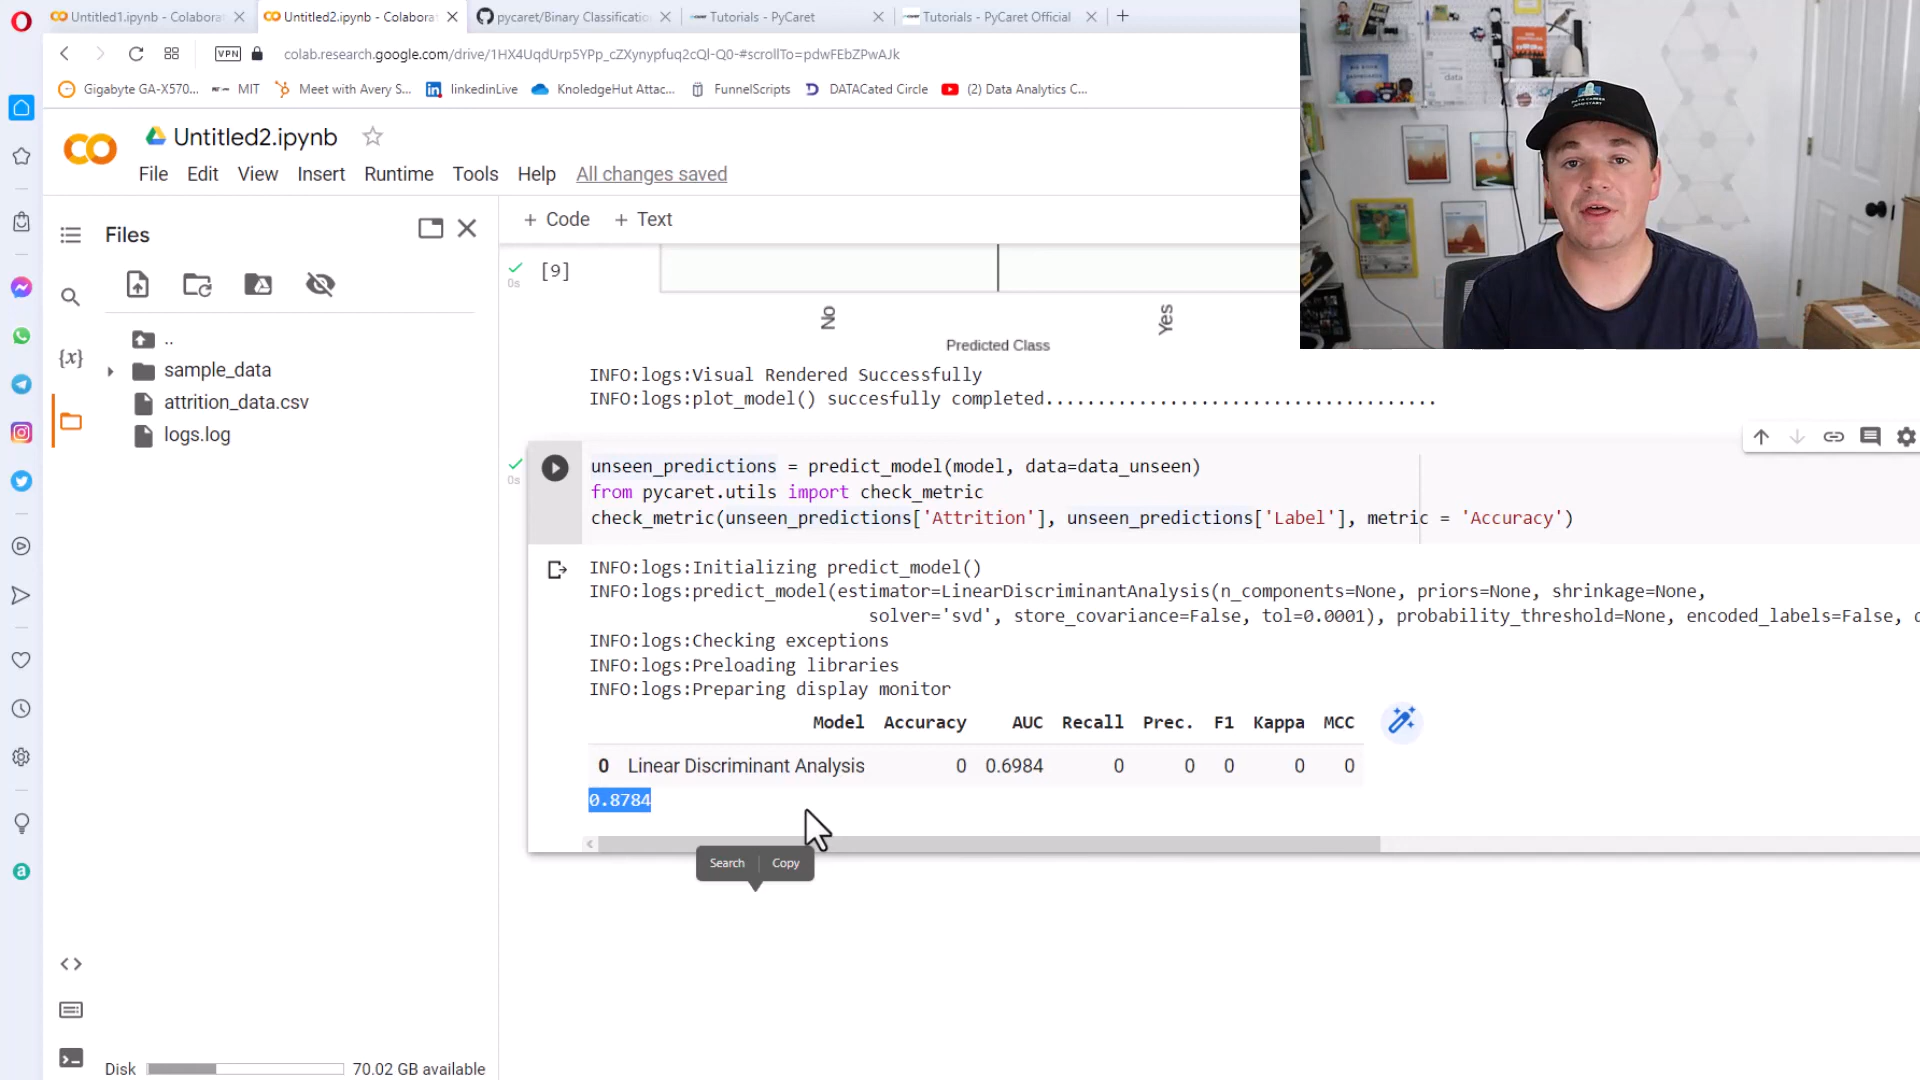 Untitled1.ipynb - Colaborat
Untitled2.ipynb - Colaborat
pycaret/Binary Classificatio
Tutorials - PyCaret
Tutorials - PyCaret Official
VPN
colab.research.google.com/drive/1HX4UqdUrp5YPp_cZXynypfuq2cQl-Q0-#scrollTo=pdwFEbZPwAJk
Gigabyte GA-X570...
MIT
Meet with Avery S...
linkedinLive
KnoledgeHut Attac...
FunnelScripts
DATACated Circle
(2) Data Analytics C...
Untitled2.ipynb
File Edit View Insert Runtime Tools Help All changes saved
Files
+ Code + Text
..
sample_data
attrition_data.csv
logs.log
{x}
[9]
0s
No
Yes
Predicted Class
INFO:logs:Visual Rendered Successfully
INFO:logs:plot_model() succesfully completed......................................
0s
unseen_predictions = predict_model(model, data=data_unseen)
from pycaret.utils import check_metric
check_metric(unseen_predictions['Attrition'], unseen_predictions['Label'], metric = 'Accuracy')
INFO:logs:Initializing predict_model()
INFO:logs:predict_model(estimator=LinearDiscriminantAnalysis(n_components=None, priors=None, shrinkage=None,
solver='svd', store_covariance=False, tol=0.0001), probability_threshold=None, encoded_labels=False,
INFO:logs:Checking exceptions
INFO:logs:Preloading libraries
INFO:logs:Preparing display monitor
Model Accuracy AUC Recall Prec. F1 Kappa MCC
0 Linear Discriminant Analysis 0 0.6984 0 0 0 0 0
0.8784
Search Copy
Disk 70.02 GB available